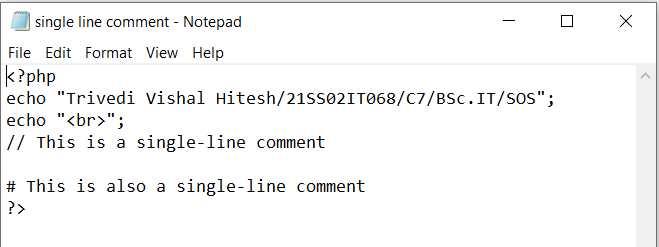 single line comment - Notepad
File Edit Format View Help
<?php
echo "Trivedi Vishal Hitesh/21SS02IT068/C7/BSc.IT/SOS";
echo "<br>";
// This is a single-line comment

# This is also a single-line comment
?>